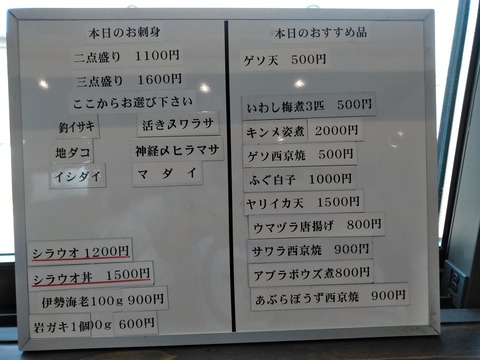 本日のお刺身
二点盛り 1100円
三点盛り 1600円
ここからお選び下さい
釣イサキ 活き〆ワラサ
地ダコ 神経〆ヒラマサ
イシダイ マダイ
シラウオ 1200円
シラウオ丼 1500円
伊勢海老100g 900円
岩ガキ1個 0g 600円
本日のおすすめ品
ゲソ天 500円
いわし梅煮3匹 500円
キンメ姿煮 2000円
ゲソ西京焼 500円
ふぐ白子 1000円
ヤリイカ天 1500円
ウマヅラ唐揚げ 800円
サワラ西京焼 900円
アブラボウズ煮800円
あぶらぼうず西京焼 900円